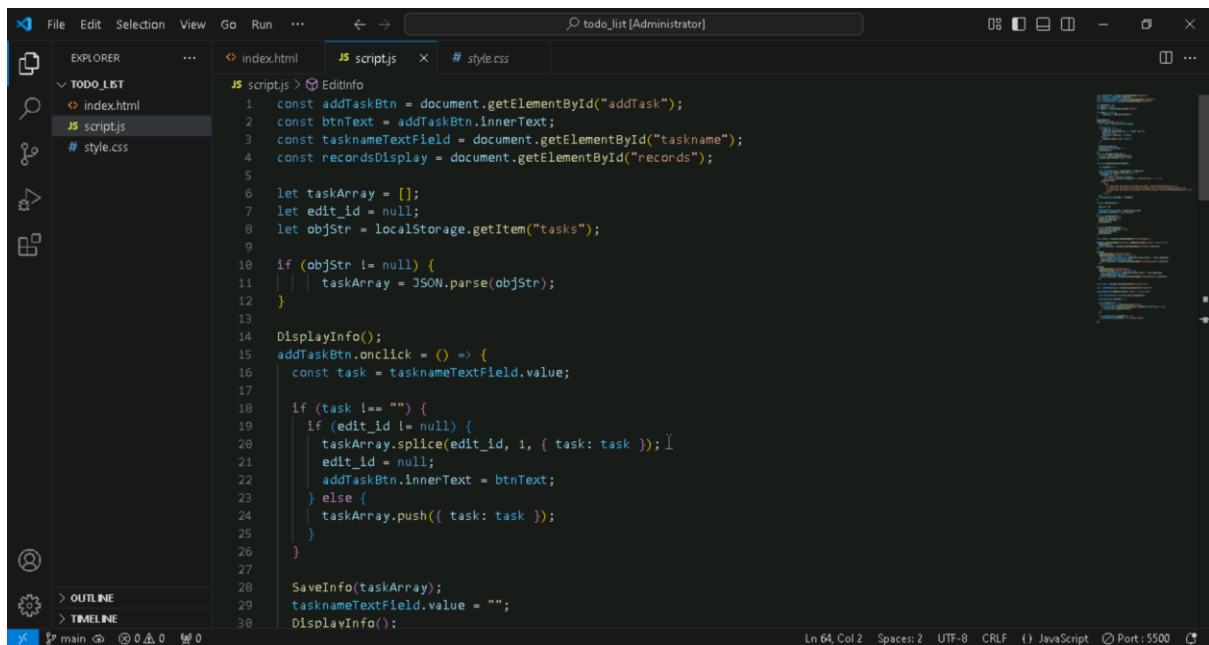 File Edit Selection View Go Run ··· ← → todo_list [Administrator]
EXPLORER ···
TODO_LIST
index.html
JS script.js
# style.css
OUTLINE
TIMELINE
index.html JS script.js × # style.css ···
JS script.js > EditInfo
1 const addTaskBtn = document.getElementById("addTask");
2 const btnText = addTaskBtn.innerText;
3 const tasknameTextField = document.getElementById("taskname");
4 const recordsDisplay = document.getElementById("records");
5
6 let taskArray = [];
7 let edit_id = null;
8 let objStr = localStorage.getItem("tasks");
9
10 if (objStr != null) {
11 taskArray = JSON.parse(objStr);
12 }
13
14 DisplayInfo();
15 addTaskBtn.onclick = () => {
16 const task = tasknameTextField.value;
17
18 if (task !== "") {
19 if (edit_id != null) {
20 taskArray.splice(edit_id, 1, { task: task });
21 edit_id = null;
22 addTaskBtn.innerText = btnText;
23 } else {
24 taskArray.push({ task: task });
25 }
26 }
27
28 SaveInfo(taskArray);
29 tasknameTextField.value = "";
30 DisplayInfo();
main 0 0 0 Ln 64, Col 2 Spaces: 2 UTF-8 CRLF {} JavaScript Port : 5500